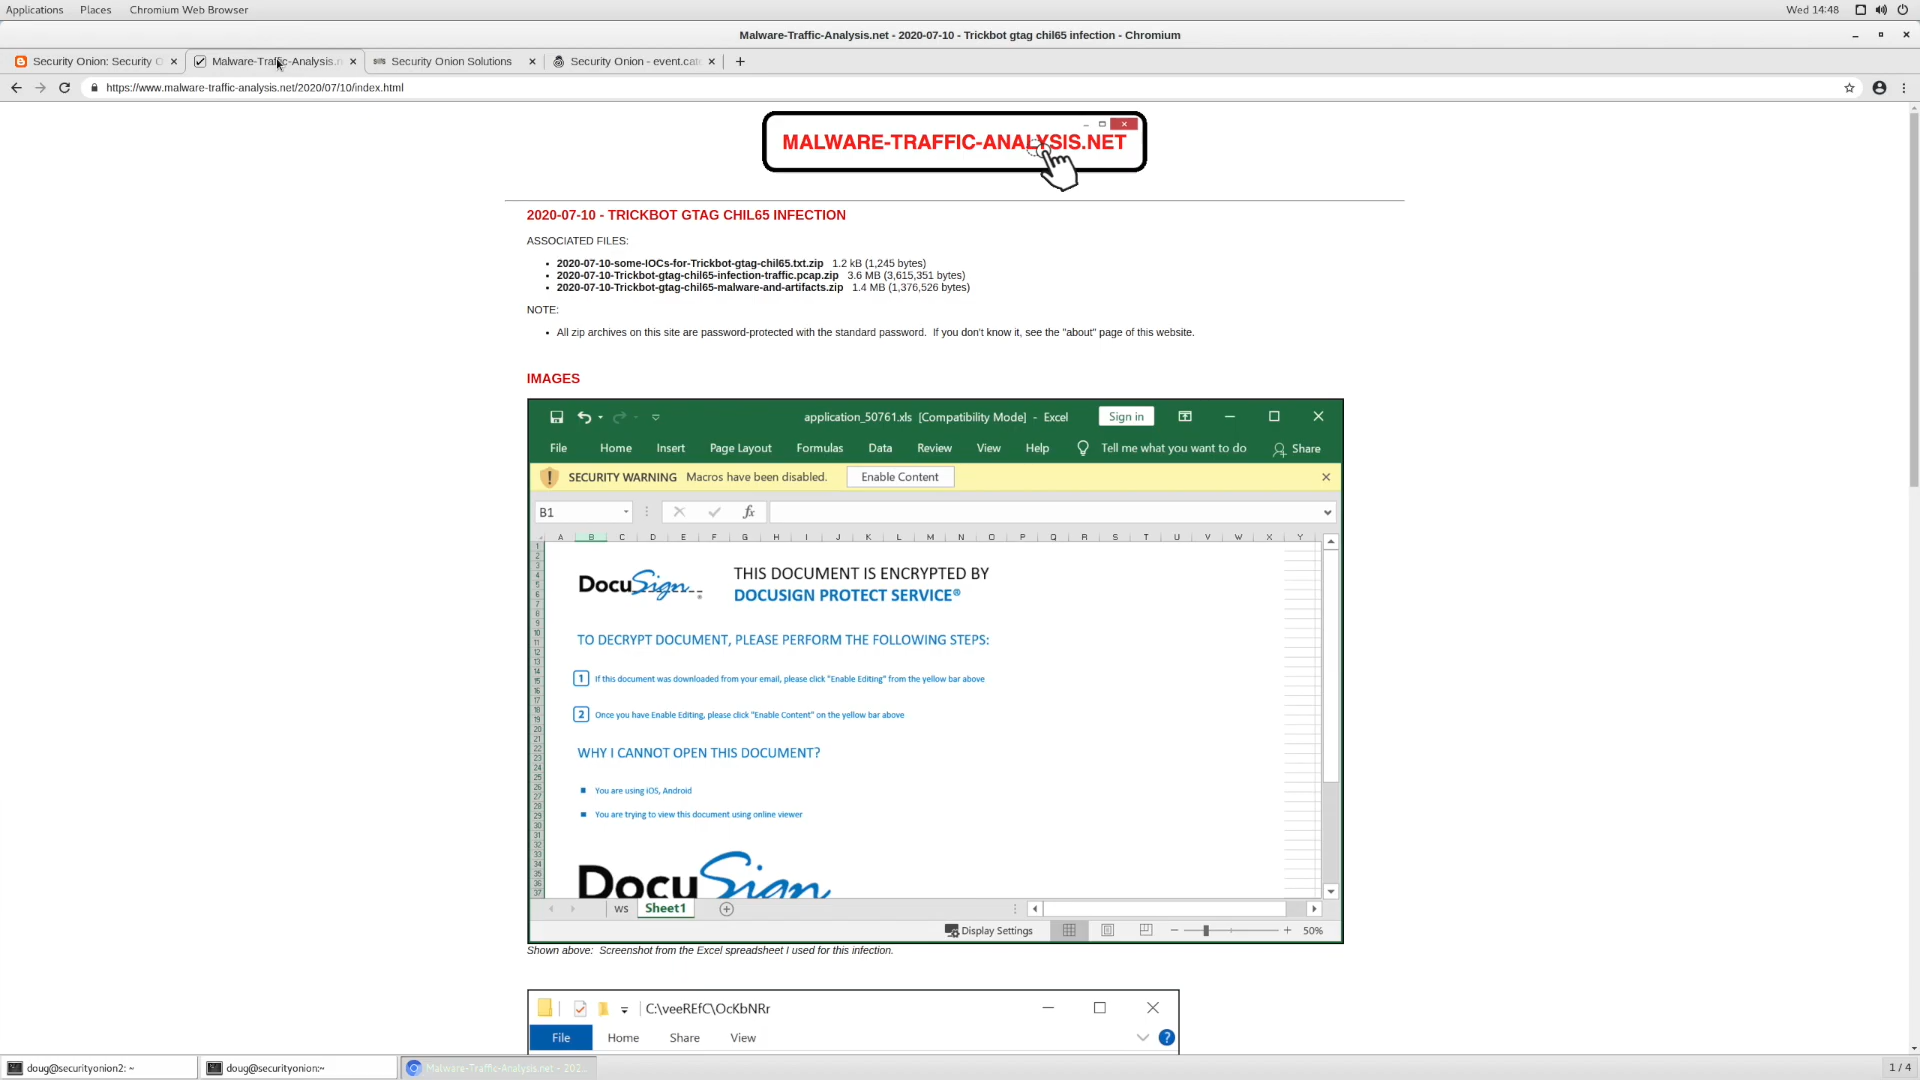 Applications Places Chromium Web Browser Wed 14:48
Malware-Traffic-Analysis.net - 2020-07-10 - Trickbot gtag chil65 infection - Chromium
Security Onion: Security O Malware-Traffic-Analysis.n Security Onion Solutions Security Onion - event.cate
https://www.malware-traffic-analysis.net/2020/07/10/index.html
MALWARE-TRAFFIC-ANALYSIS.NET
2020-07-10 - TRICKBOT GTAG CHIL65 INFECTION
ASSOCIATED FILES:
• 2020-07-10-some-IOCs-for-Trickbot-gtag-chil65.txt.zip 1.2 kB (1,245 bytes)
• 2020-07-10-Trickbot-gtag-chil65-infection-traffic.pcap.zip 3.6 MB (3,615,351 bytes)
• 2020-07-10-Trickbot-gtag-chil65-malware-and-artifacts.zip 1.4 MB (1,376,526 bytes)
NOTE:
• All zip archives on this site are password-protected with the standard password. If you don't know it, see the "about" page of this website.
IMAGES
application_50761.xls [Compatibility Mode] - Excel Sign in
File Home Insert Page Layout Formulas Data Review View Help Tell me what you want to do Share
SECURITY WARNING Macros have been disabled. Enable Content
B1 fx
A B C D E F G H I J K L M N O P Q R S T U V W X Y
DocuSign THIS DOCUMENT IS ENCRYPTED BY
DOCUSIGN PROTECT SERVICE®
TO DECRYPT DOCUMENT, PLEASE PERFORM THE FOLLOWING STEPS:
1 If this document was downloaded from your email, please click "Enable Editing" from the yellow bar above
2 Once you have Enable Editing, please click "Enable Content" on the yellow bar above
WHY I CANNOT OPEN THIS DOCUMENT?
You are using iOS, Android
You are trying to view this document using online viewer
DocuSign
ws Sheet1
Display Settings 50%
Shown above: Screenshot from the Excel spreadsheet I used for this infection.
C:\veeREfC\OcKbNRr
File Home Share View
doug@securityonion2: ~ doug@securityonion:~ Malware-Traffic-Analysis.net - 202... 1 / 4